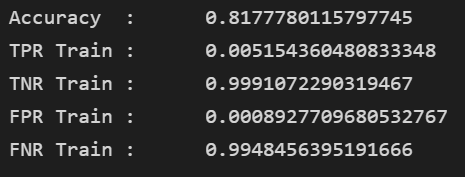 Accuracy  :      0.8177780115797745
TPR Train :      0.005154360480833348
TNR Train :      0.9991072290319467
FPR Train :      0.0008927709680532767
FNR Train :      0.9948456395191666